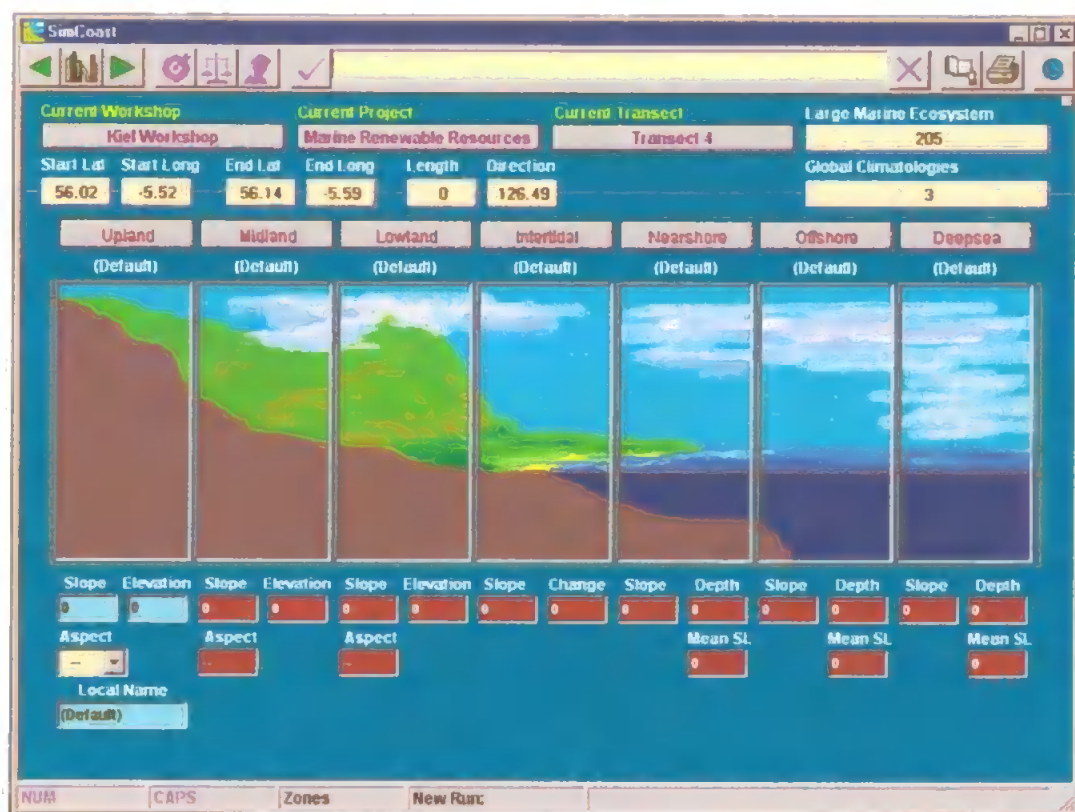 SimCoast
Current Workshop Current Project Current Transect Large Marine Ecosystem
Kiel Workshop Marine Renewable Resources Transect 4 205
Start Lat Start Long End Lat End Long Length Direction Global Climatologies
56.02 -5.52 56.14 -5.59 0 126.49 3
Upland Midland Lowland Intertidal Nearshore Offshore Deepsea
(Default) (Default) (Default) (Default) (Default) (Default) (Default)
Slope Elevation Slope Elevation Slope Elevation Slope Change Slope Depth Slope Depth Slope Depth
0 0 0 0 0 0 0 0 0 0 0 0 0 0
Aspect Aspect Aspect Mean SL Mean SL Mean SL
-- -- -- 0 0 0
Local Name
(Default)
NUM CAPS Zones New Run: